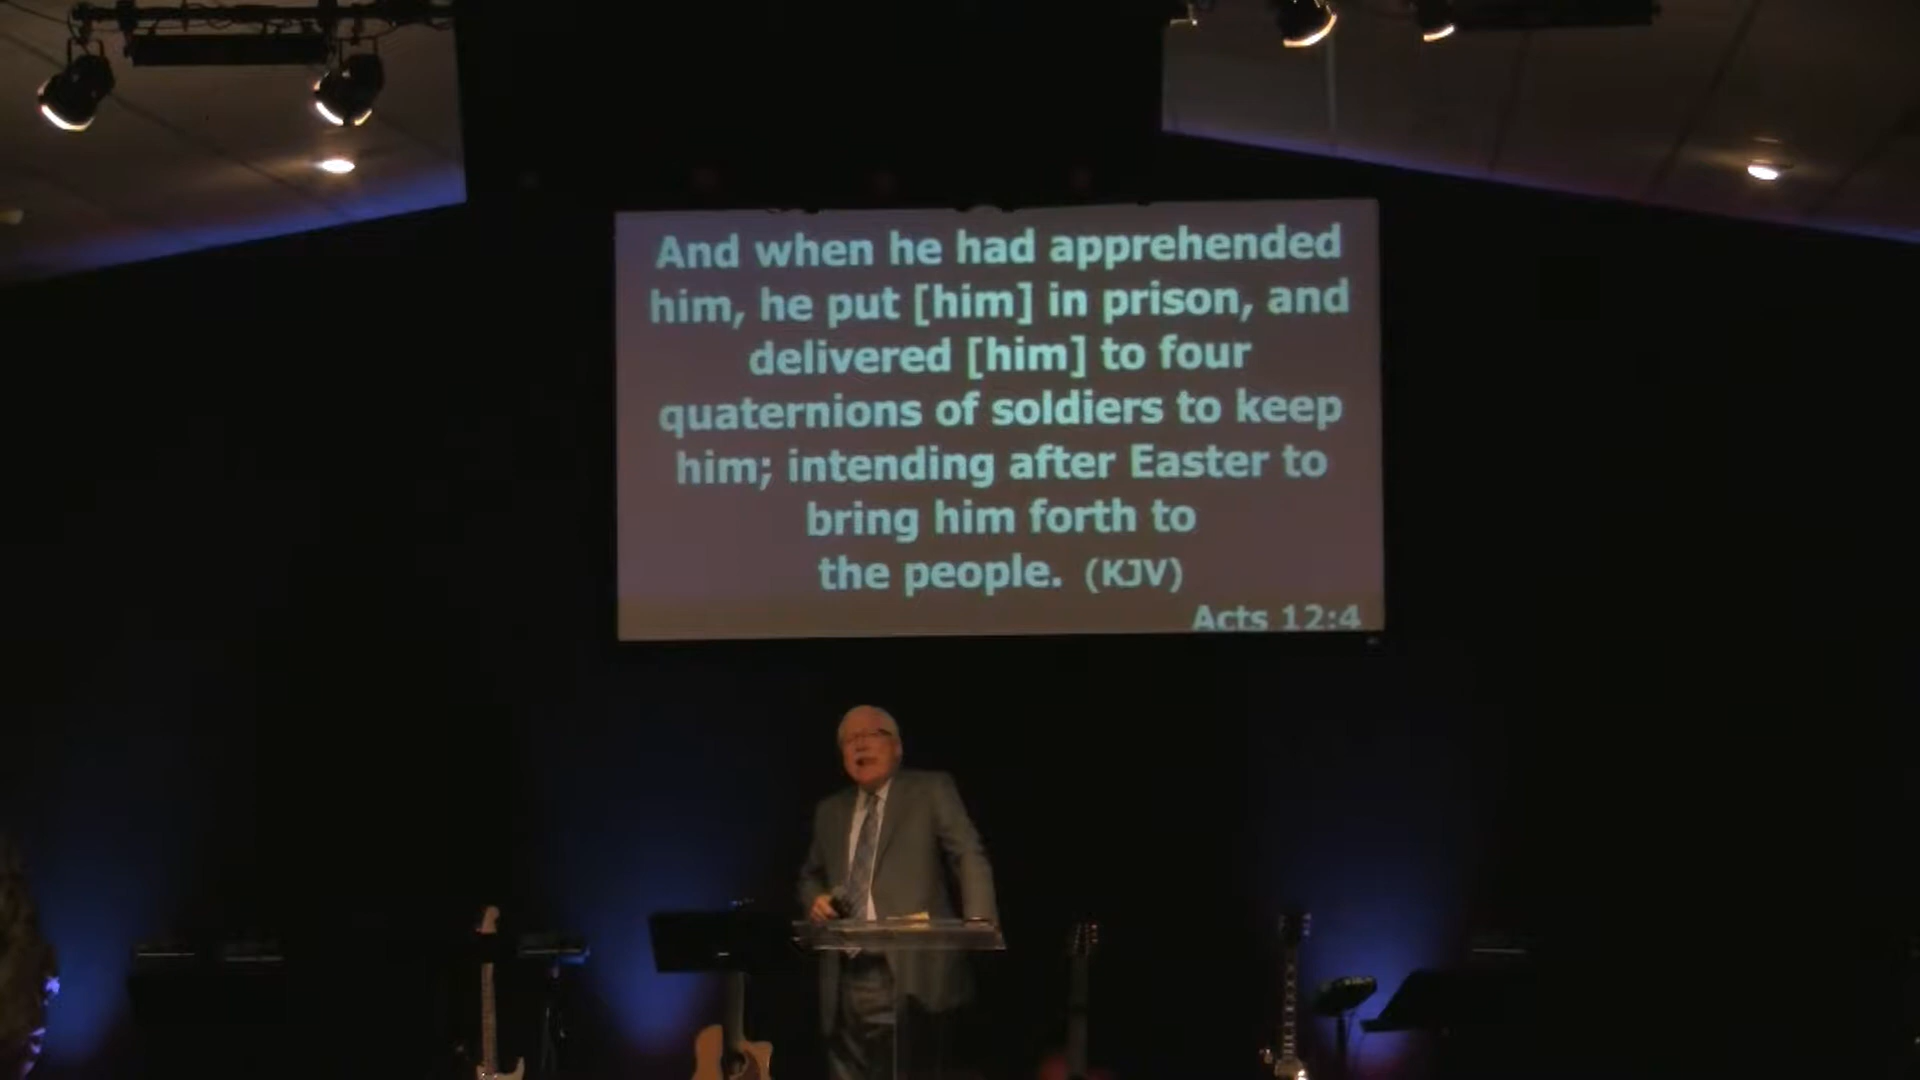 And when he had apprehended
him, he put [him] in prison, and
delivered [him] to four
quaternions of soldiers to keep
him; intending after Easter to
bring him forth to
the people. (KJV)
Acts 12:4